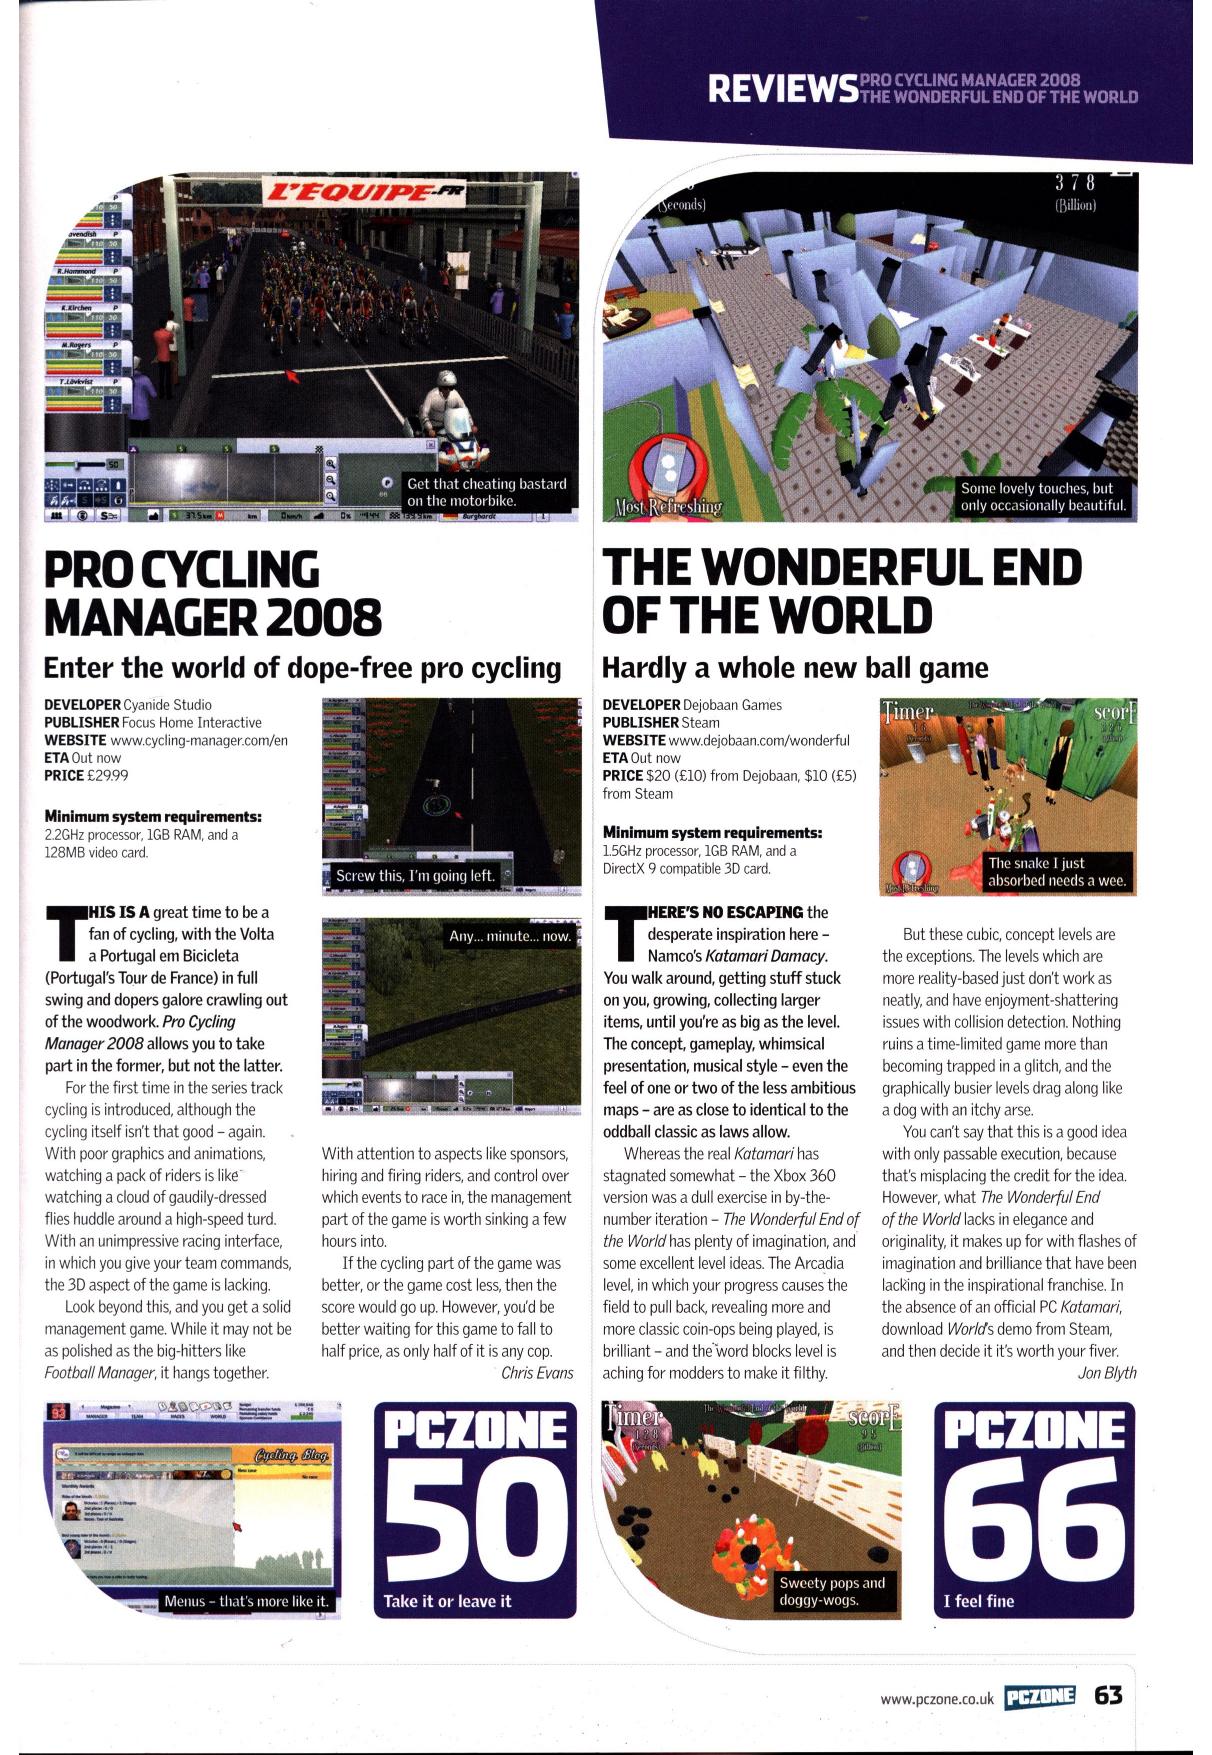 REVIEWS PRO CYCLING MANAGER 2008
THE WONDERFUL END OF THE WORLD
L'ÉQUIPE.FR
R.Hammond
K.Kirchen
M.Rogers
T.Lövkvist
Burghardt
Get that cheating bastard
on the motorbike.
PRO CYCLING
MANAGER 2008
Enter the world of dope-free pro cycling
DEVELOPER Cyanide Studio
PUBLISHER Focus Home Interactive
WEBSITE www.cycling-manager.com/en
ETA Out now
PRICE £29.99
Minimum system requirements:
2.2GHz processor, 1GB RAM, and a
128MB video card.
Screw this, I'm going left.
Any... minute... now.
THIS IS A great time to be a
fan of cycling, with the Volta
a Portugal em Bicicleta
(Portugal's Tour de France) in full
swing and dopers galore crawling out
of the woodwork. Pro Cycling
Manager 2008 allows you to take
part in the former, but not the latter.
For the first time in the series track
cycling is introduced, although the
cycling itself isn't that good – again.
With poor graphics and animations,
watching a pack of riders is like
watching a cloud of gaudily-dressed
flies huddle around a high-speed turd.
With an unimpressive racing interface,
in which you give your team commands,
the 3D aspect of the game is lacking.
Look beyond this, and you get a solid
management game. While it may not be
as polished as the big-hitters like
Football Manager, it hangs together.
With attention to aspects like sponsors,
hiring and firing riders, and control over
which events to race in, the management
part of the game is worth sinking a few
hours into.
If the cycling part of the game was
better, or the game cost less, then the
score would go up. However, you'd be
better waiting for this game to fall to
half price, as only half of it is any cop.
Chris Evans
Cycling Blog
Menus – that's more like it.
PCZONE
50
Take it or leave it
378
(Seconds)
(Billion)
Most Refreshing
Some lovely touches, but
only occasionally beautiful.
THE WONDERFUL END
OF THE WORLD
Hardly a whole new ball game
DEVELOPER Dejobaan Games
PUBLISHER Steam
WEBSITE www.dejobaan.com/wonderful
ETA Out now
PRICE $20 (£10) from Dejobaan, $10 (£5)
from Steam
Minimum system requirements:
1.5GHz processor, 1GB RAM, and a
DirectX 9 compatible 3D card.
Timer
scorE
Most Refreshing
The snake I just
absorbed needs a wee.
THERE'S NO ESCAPING the
desperate inspiration here –
Namco's Katamari Damacy.
You walk around, getting stuff stuck
on you, growing, collecting larger
items, until you're as big as the level.
The concept, gameplay, whimsical
presentation, musical style – even the
feel of one or two of the less ambitious
maps – are as close to identical to the
oddball classic as laws allow.
Whereas the real Katamari has
stagnated somewhat – the Xbox 360
version was a dull exercise in by-the-
number iteration – The Wonderful End of
the World has plenty of imagination, and
some excellent level ideas. The Arcadia
level, in which your progress causes the
field to pull back, revealing more and
more classic coin-ops being played, is
brilliant – and the word blocks level is
aching for modders to make it filthy.
But these cubic, concept levels are
the exceptions. The levels which are
more reality-based just don't work as
neatly, and have enjoyment-shattering
issues with collision detection. Nothing
ruins a time-limited game more than
becoming trapped in a glitch, and the
graphically busier levels drag along like
a dog with an itchy arse.
You can't say that this is a good idea
with only passable execution, because
that's misplacing the credit for the idea.
However, what The Wonderful End
of the World lacks in elegance and
originality, it makes up for with flashes of
imagination and brilliance that have been
lacking in the inspirational franchise. In
the absence of an official PC Katamari,
download World's demo from Steam,
and then decide it it's worth your fiver.
Jon Blyth
Timer
128
(Seconds)
scorE
95
(Billion)
Sweety pops and
doggy-wogs.
PCZONE
66
I feel fine
www.pczone.co.uk PCZONE 63